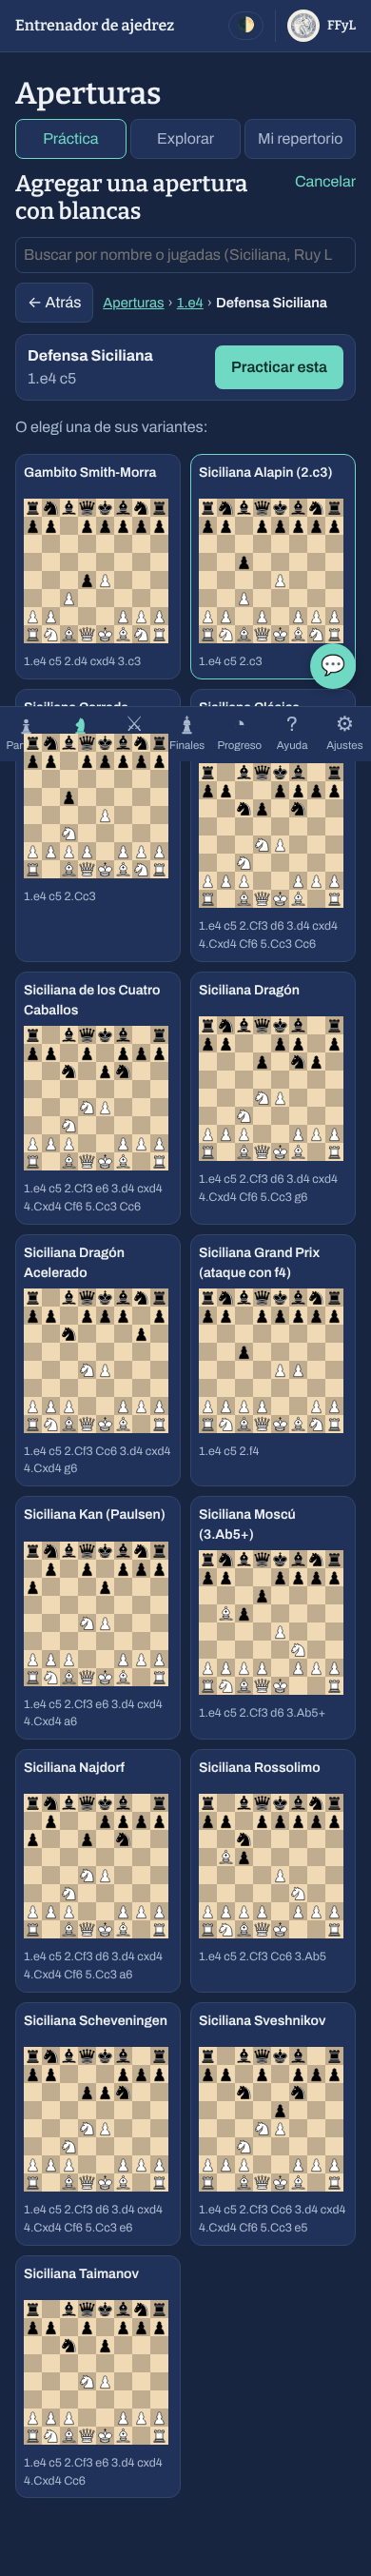 Entrenador de ajedrez
FFyL
Aperturas
Práctica
Explorar
Mi repertorio
Agregar una apertura
con blancas
Cancelar
Buscar por nombre o jugadas (Siciliana, Ruy L
← Atrás
Aperturas › 1.e4 › Defensa Siciliana
Defensa Siciliana
1.e4 c5
Practicar esta
O elegí una de sus variantes:
Gambito Smith-Morra
1.e4 c5 2.d4 cxd4 3.c3
Siciliana Alapin (2.c3)
1.e4 c5 2.c3
Finales
Progreso
Ayuda
Ajustes
1.e4 c5 2.Cc3
1.e4 c5 2.Cf3 d6 3.d4 cxd4
4.Cxd4 Cf6 5.Cc3 Cc6
Siciliana de los Cuatro
Caballos
1.e4 c5 2.Cf3 e6 3.d4 cxd4
4.Cxd4 Cf6 5.Cc3 Cc6
Siciliana Dragón
1.e4 c5 2.Cf3 d6 3.d4 cxd4
4.Cxd4 Cf6 5.Cc3 g6
Siciliana Dragón
Acelerado
1.e4 c5 2.Cf3 Cc6 3.d4 cxd4
4.Cxd4 g6
Siciliana Grand Prix
(ataque con f4)
1.e4 c5 2.f4
Siciliana Kan (Paulsen)
1.e4 c5 2.Cf3 e6 3.d4 cxd4
4.Cxd4 a6
Siciliana Moscú
(3.Ab5+)
1.e4 c5 2.Cf3 d6 3.Ab5+
Siciliana Najdorf
1.e4 c5 2.Cf3 d6 3.d4 cxd4
4.Cxd4 Cf6 5.Cc3 a6
Siciliana Rossolimo
1.e4 c5 2.Cf3 Cc6 3.Ab5
Siciliana Scheveningen
1.e4 c5 2.Cf3 d6 3.d4 cxd4
4.Cxd4 Cf6 5.Cc3 e6
Siciliana Sveshnikov
1.e4 c5 2.Cf3 Cc6 3.d4 cxd4
4.Cxd4 Cf6 5.Cc3 e5
Siciliana Taimanov
1.e4 c5 2.Cf3 e6 3.d4 cxd4
4.Cxd4 Cc6